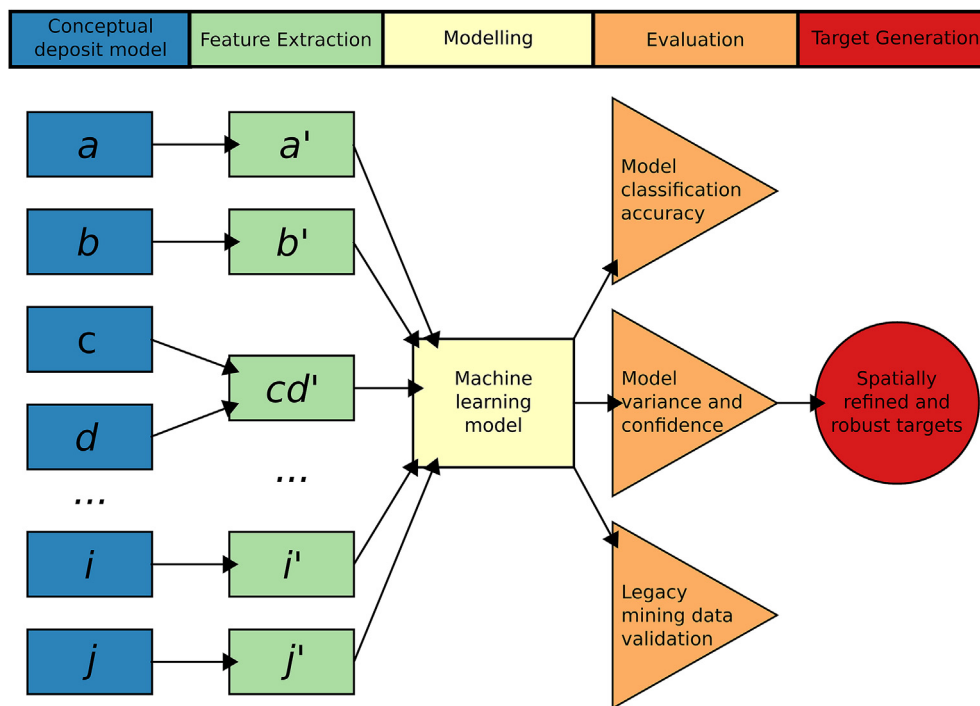 Conceptual
deposit model
Feature Extraction
Modelling
Evaluation
Target Generation
a
a'
b
b'
c
cd'
d
...
...
i
i'
j
j'
Machine
learning
model
Model
classification
accuracy
Model
variance and
confidence
Legacy
mining data
validation
Spatially
refined and
robust targets